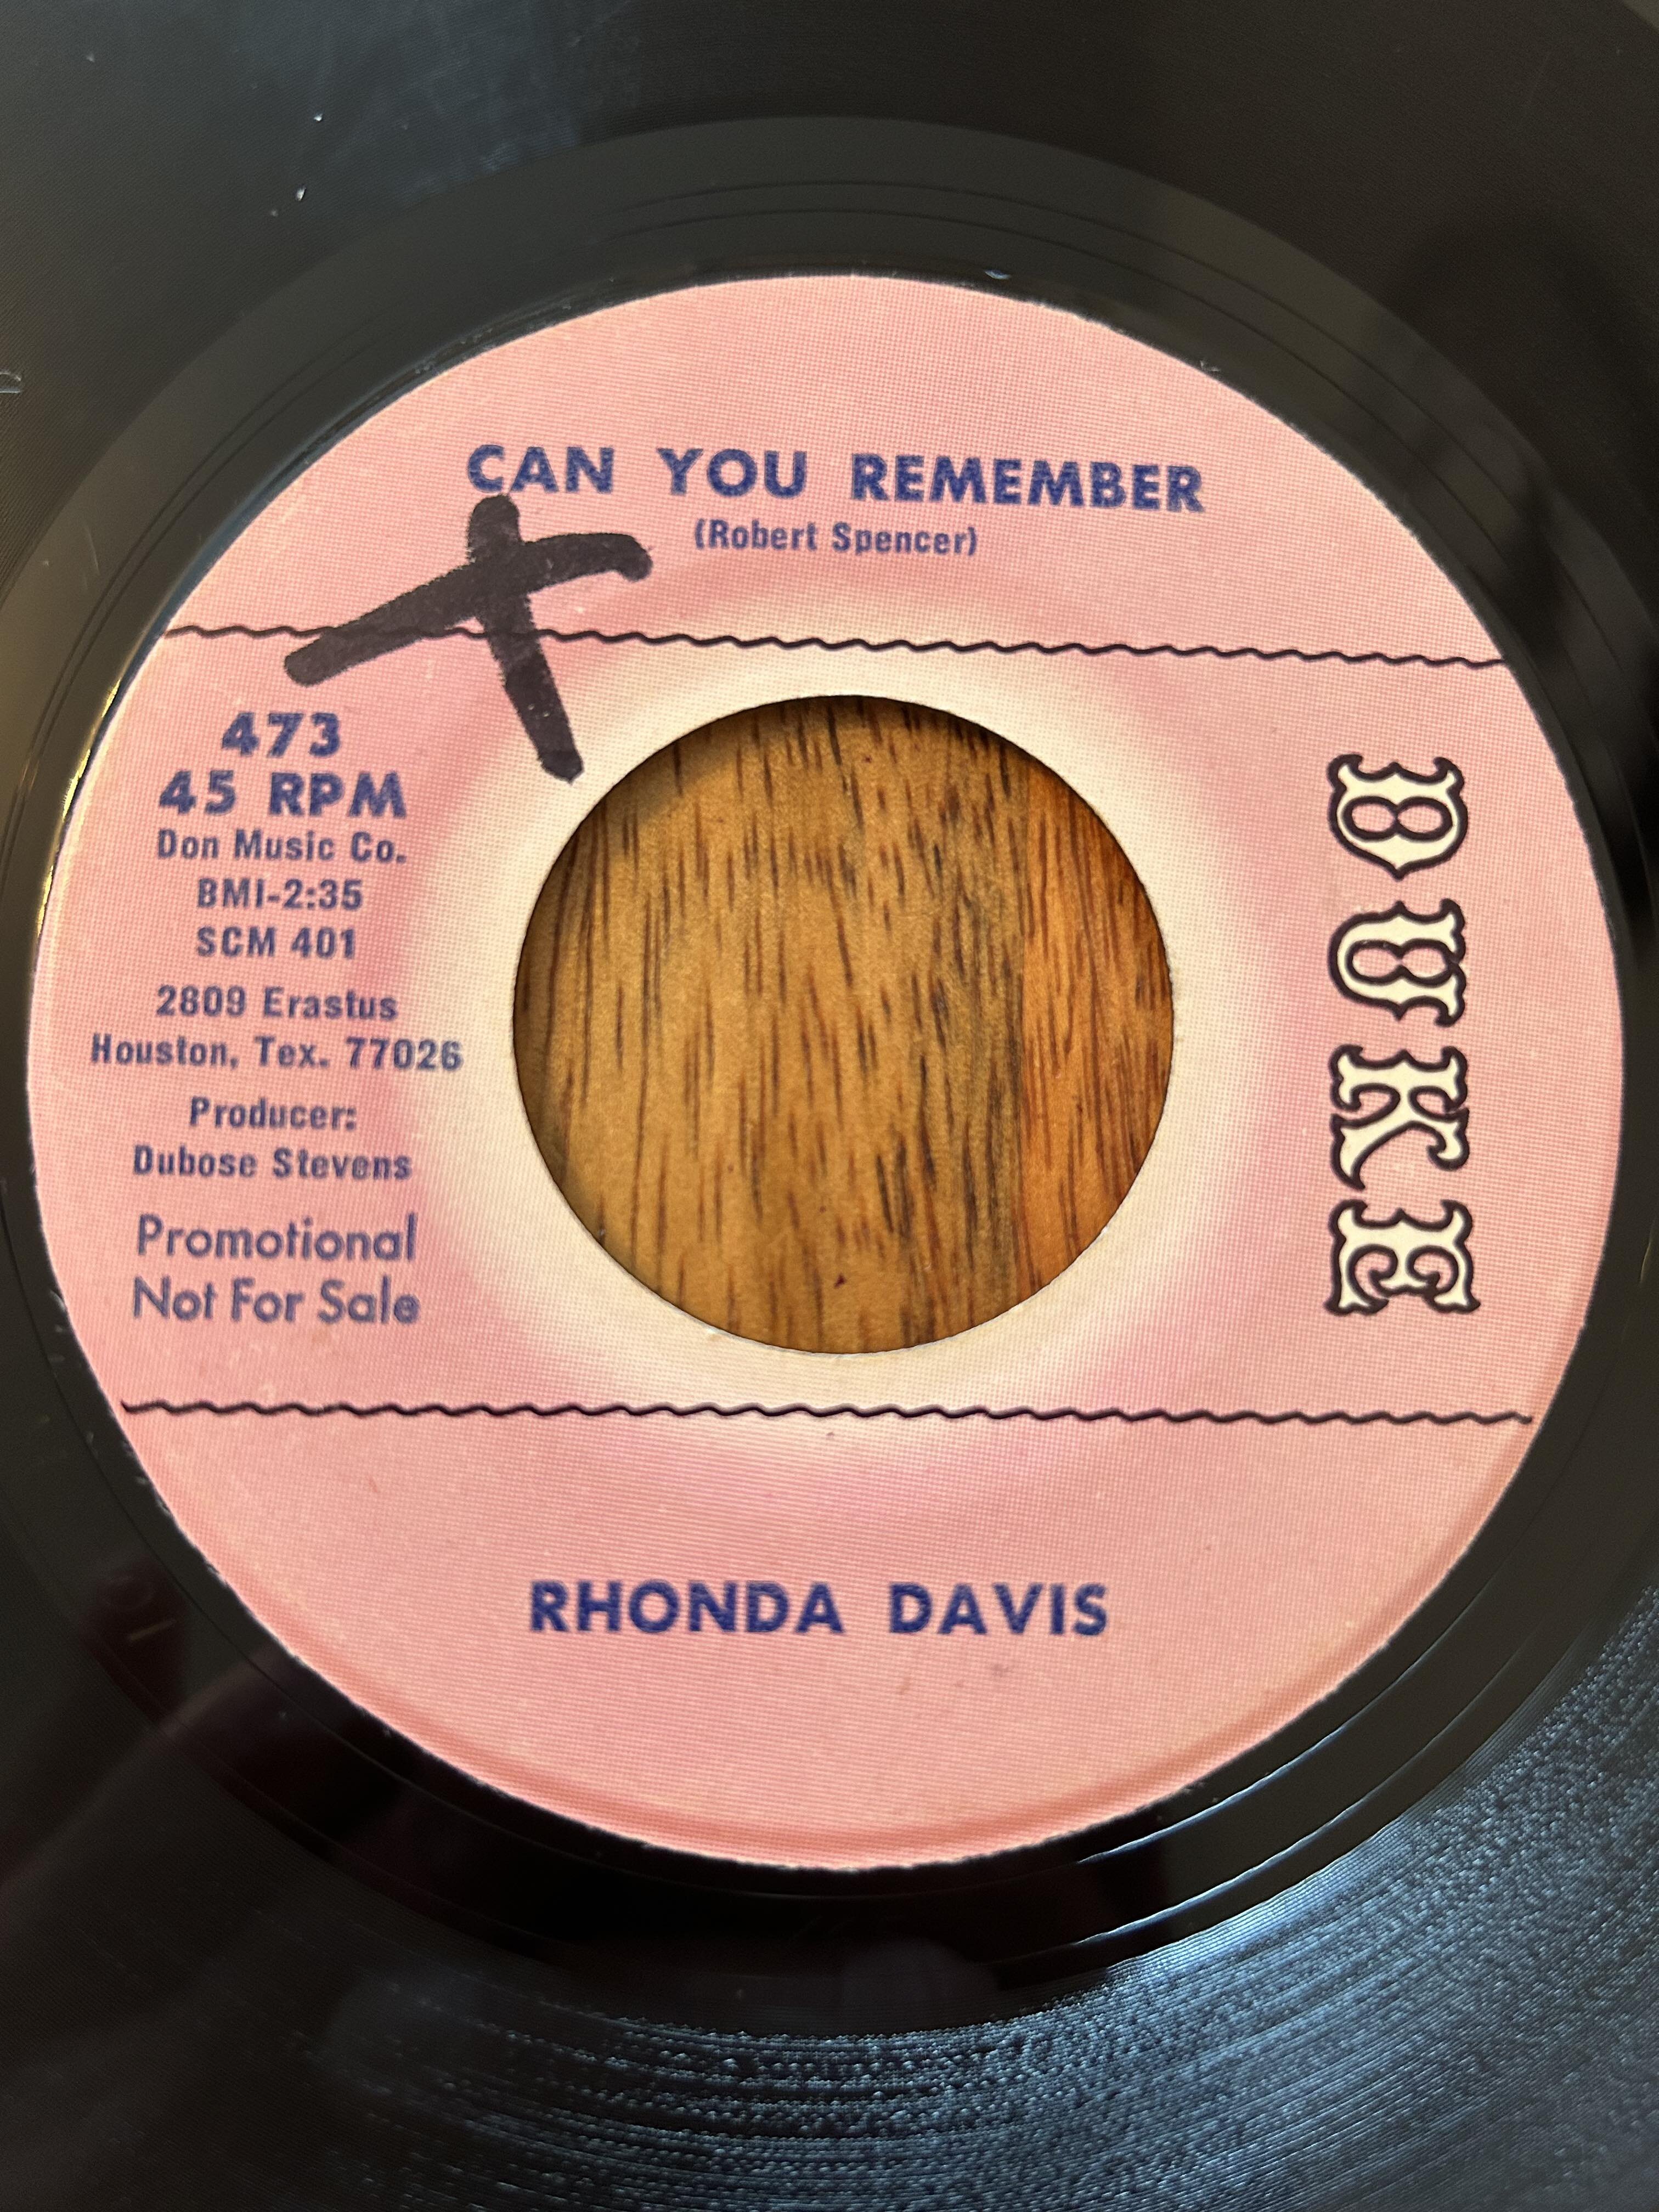 CAN YOU REMEMBER
(Robert Spencer)
473
45 RPM
Don Music Co.
BMI-2:35
SCM 401
2809 Erastus
Houston, Tex. 77026
Producer:
Dubose Stevens
Promotional
Not For Sale
DUKE
RHONDA DAVIS